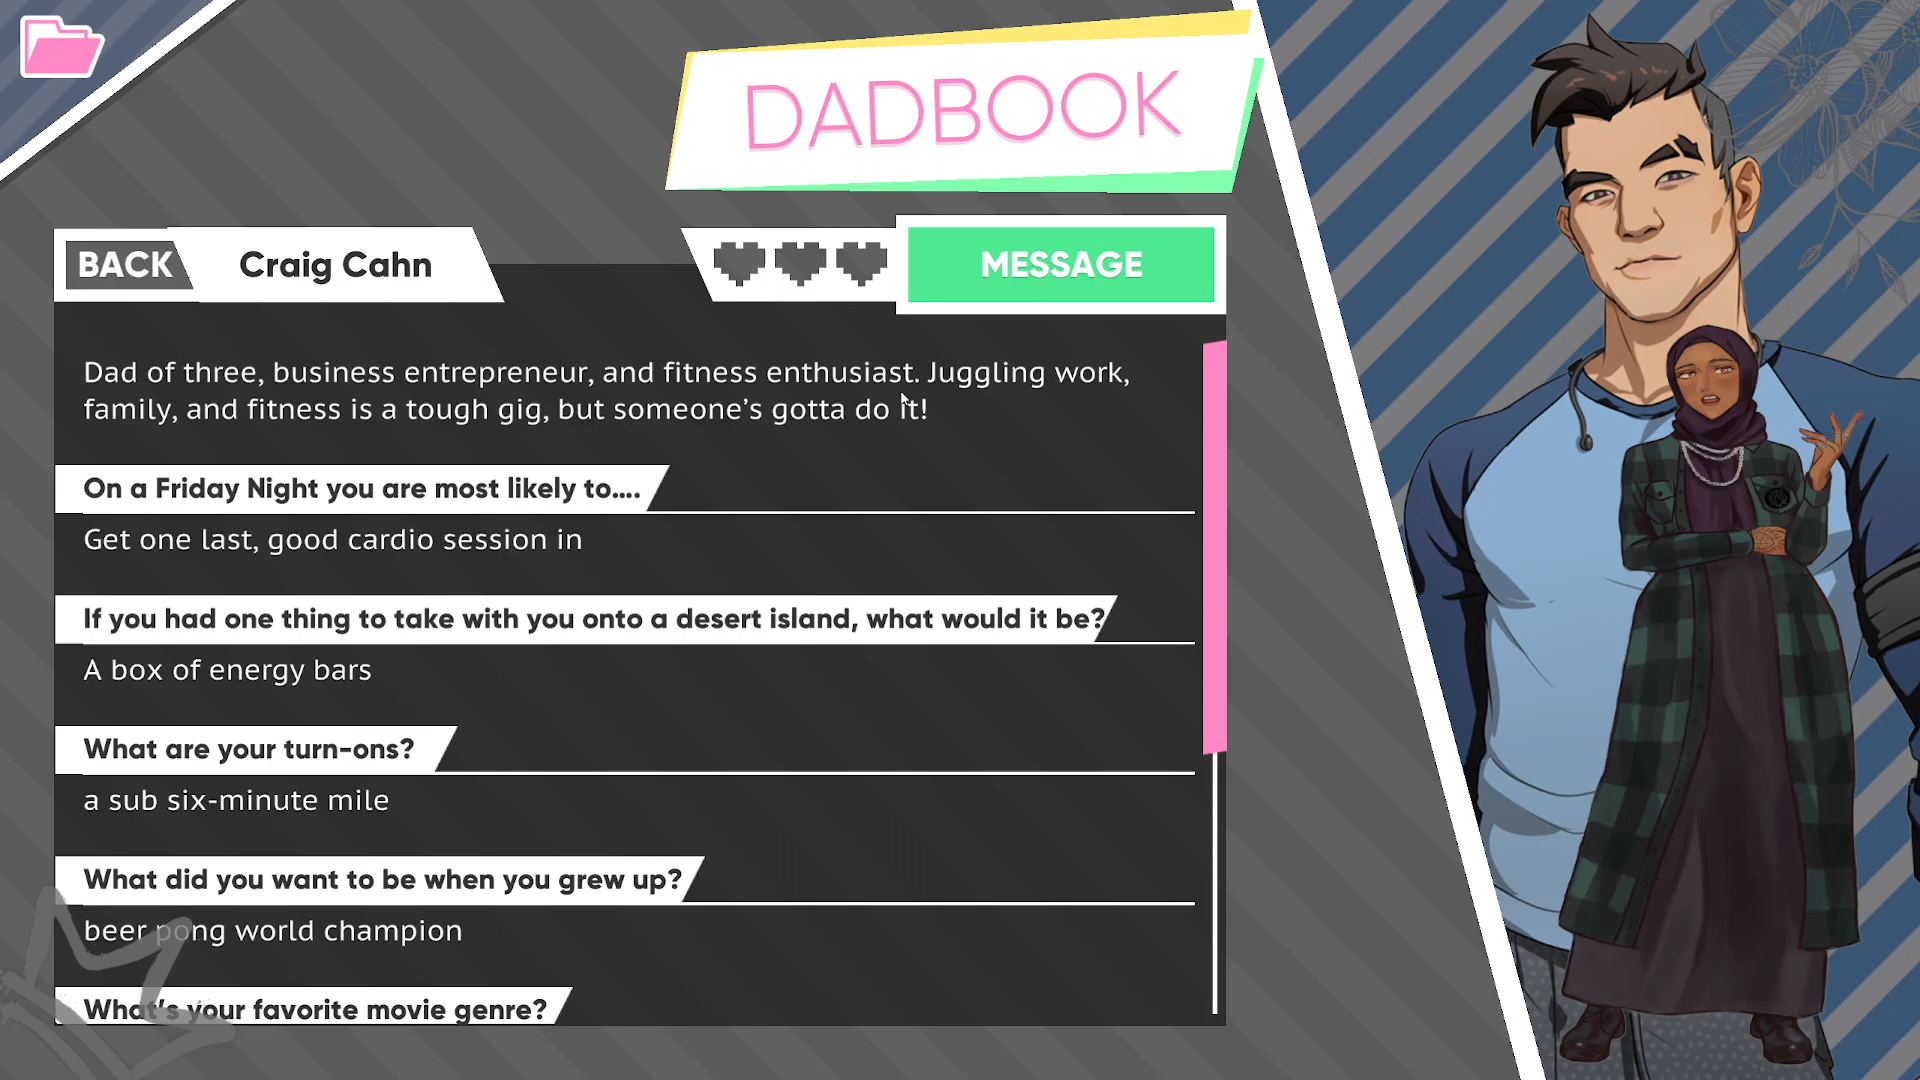 DADBOOK
BACK
Craig Cahn
MESSAGE
Dad of three, business entrepreneur, and fitness enthusiast. Juggling work,
family, and fitness is a tough gig, but someone's gotta do it!
On a Friday Night you are most likely to....
Get one last, good cardio session in
If you had one thing to take with you onto a desert island, what would it be?
A box of energy bars
What are your turn-ons?
a sub six-minute mile
What did you want to be when you grew up?
beer pong world champion
What's your favorite movie genre?